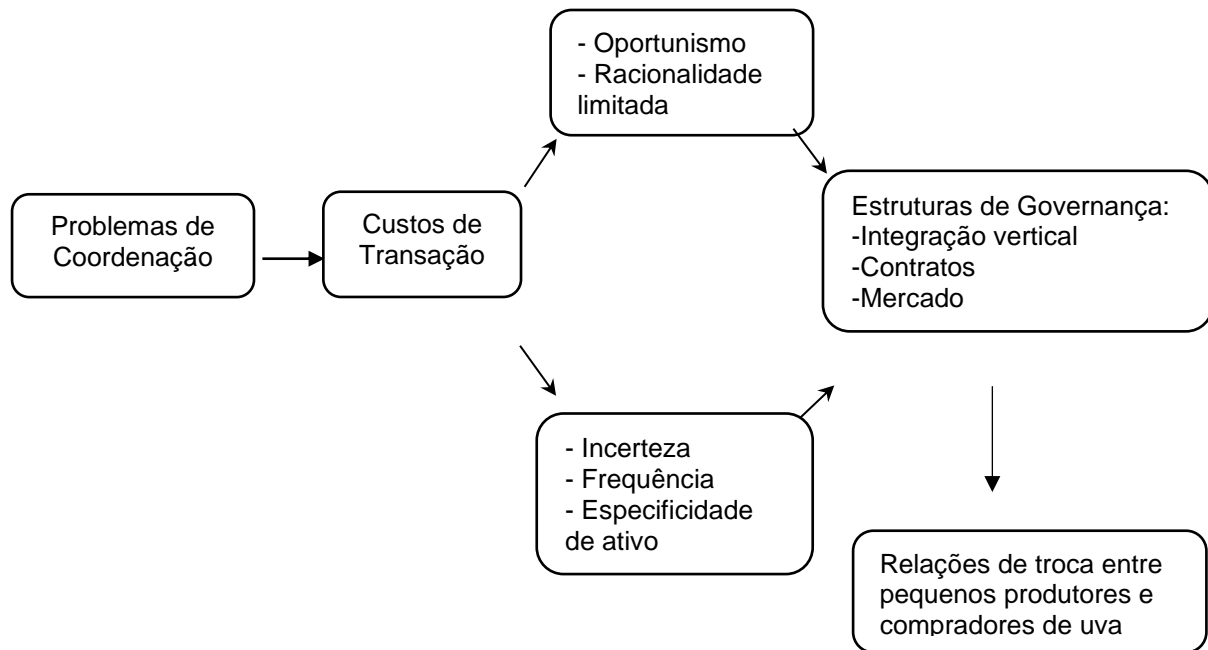 - Oportunismo
- Racionalidade
limitada
Problemas de
Coordenação
Custos de
Transação
Estruturas de Governança:
-Integração vertical
-Contratos
-Mercado
- Incerteza
- Frequência
- Especificidade
de ativo
Relações de troca entre
pequenos produtores e
compradores de uva